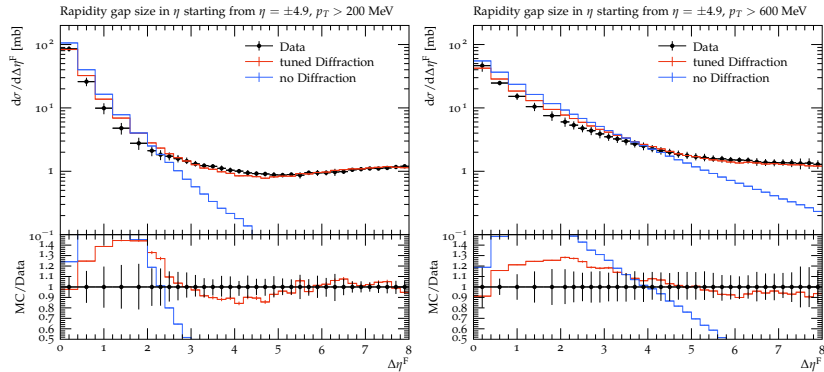 Rapidity gap size in η starting from η = ±4.9, p_T > 200 MeV
dσ/dΔη^F [mb]
Data
tuned Diffraction
no Diffraction
10^2
10^1
1
10^−1
MC/Data
1.4
1.3
1.2
1.1
1
0.9
0.8
0.7
0.6
0.5
0 1 2 3 4 5 6 7 8
Δη^F
Rapidity gap size in η starting from η = ±4.9, p_T > 600 MeV
dσ/dΔη^F [mb]
Data
tuned Diffraction
no Diffraction
10^2
10^1
1
10^−1
MC/Data
1.4
1.3
1.2
1.1
1
0.9
0.8
0.7
0.6
0.5
0 1 2 3 4 5 6 7 8
Δη^F